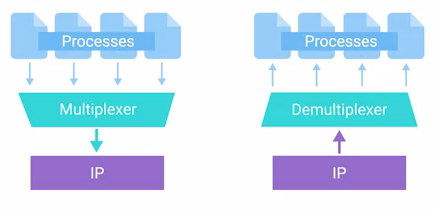 Processes
Multiplexer
IP
Processes
Demultiplexer
IP